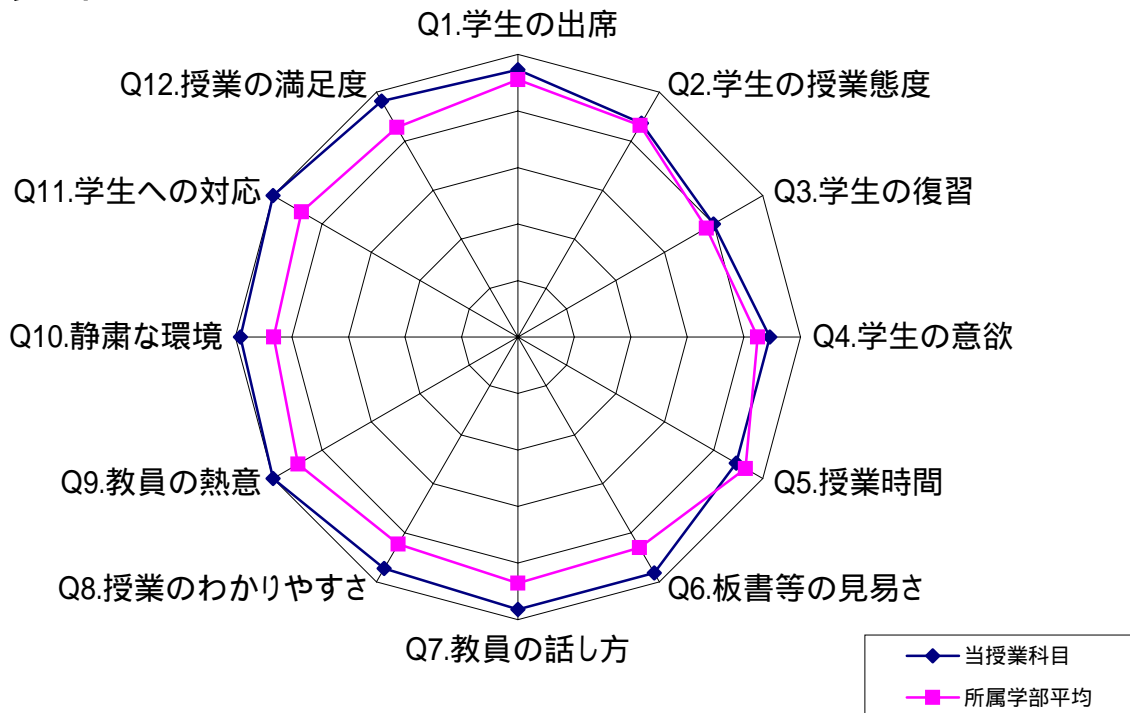 Q1.学生の出席
Q2.学生の授業態度
Q3.学生の復習
Q4.学生の意欲
Q5.授業時間
Q6.板書等の見易さ
Q7.教員の話し方
Q8.授業のわかりやすさ
Q9.教員の熱意
Q10.静粛な環境
Q11.学生への対応
Q12.授業の満足度
当授業科目
所属学部平均